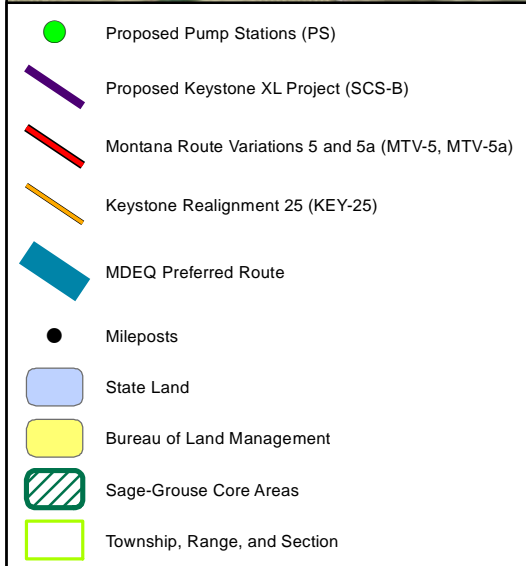 Proposed Pump Stations (PS)
Proposed Keystone XL Project (SCS-B)
Montana Route Variations 5 and 5a (MTV-5, MTV-5a)
Keystone Realignment 25 (KEY-25)
MDEQ Preferred Route
Mileposts
State Land
Bureau of Land Management
Sage-Grouse Core Areas
Township, Range, and Section